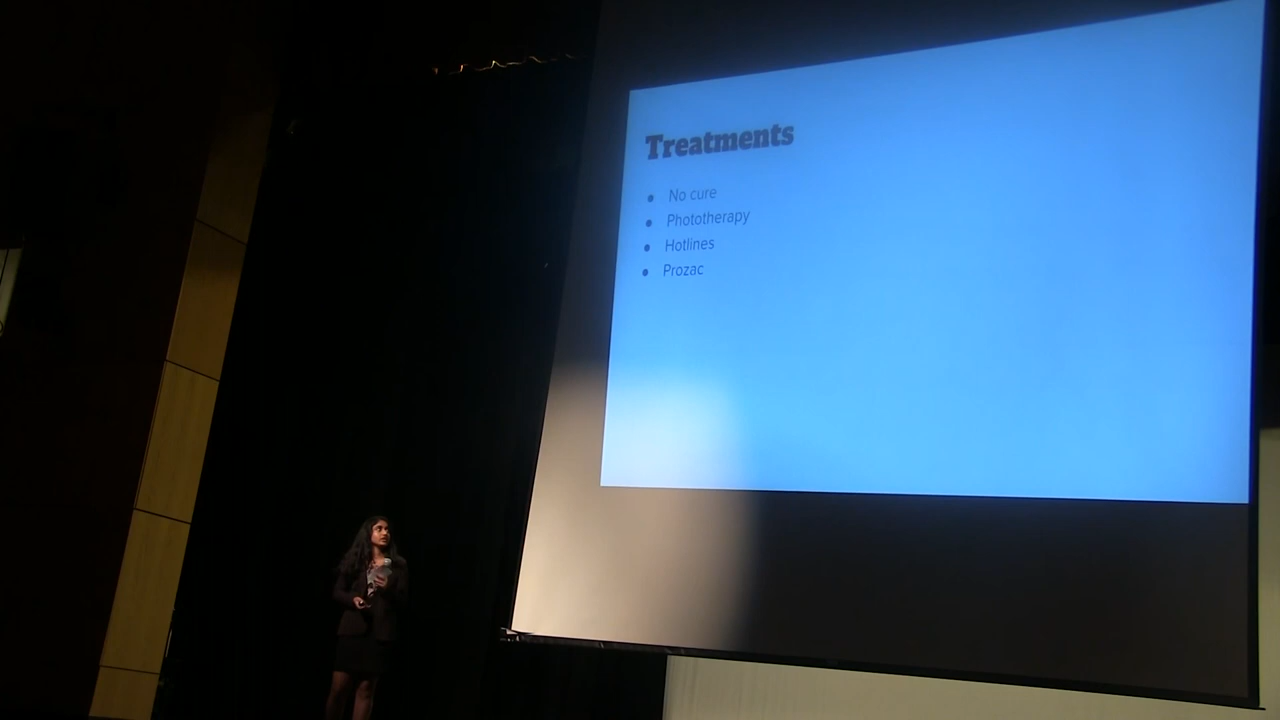 Treatments
● No cure
● Phototherapy
● Hotlines
● Prozac